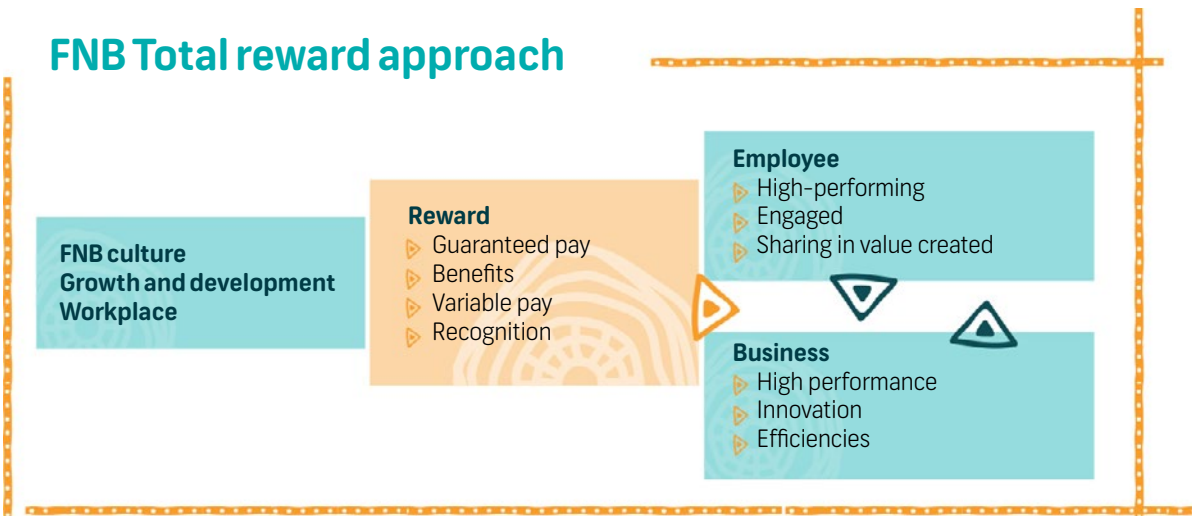 FNB Total reward approach
FNB culture
Growth and development
Workplace
Reward
Guaranteed pay
Benefits
Variable pay
Recognition
Employee
High-performing
Engaged
Sharing in value created
Business
High performance
Innovation
Efficiencies